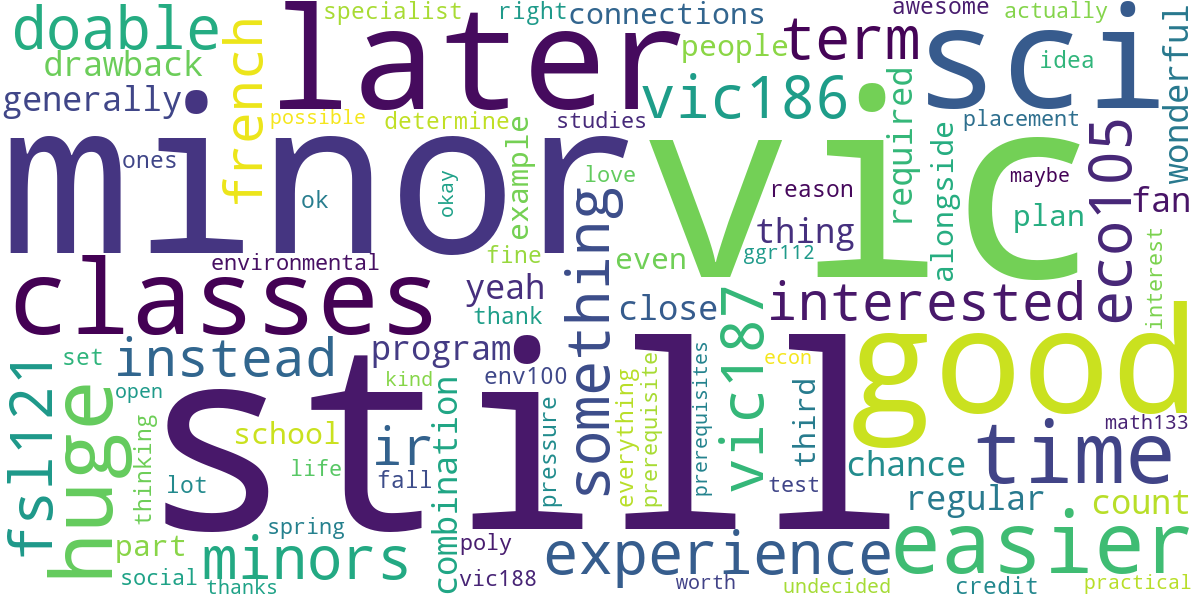 specialist
right
connections
awesome
actually
doable
later
people
term
sci
wonderful
drawback
french
idea
generally
vic186
possible
determine
studies
required
placement
minor
vic
ones
ok
okay
example
love
reason
maybe
alongside
eco105
fan
something
thing
plan
environmental
fine
even
ggr112
interest
classes
yeah
thank
close
vic187
interested
good
set
instead
program
kind
env100
everything
prerequisite
prerequisites
econ
third
fsl121
huge
open
thinking
still
math133
school
ir
combination
pressure
time
life
fall
chance
lot
test
regular
count
spring
part
minors
poly
experience
easier
social
thanks
vic188
worth
undecided
credit
practical